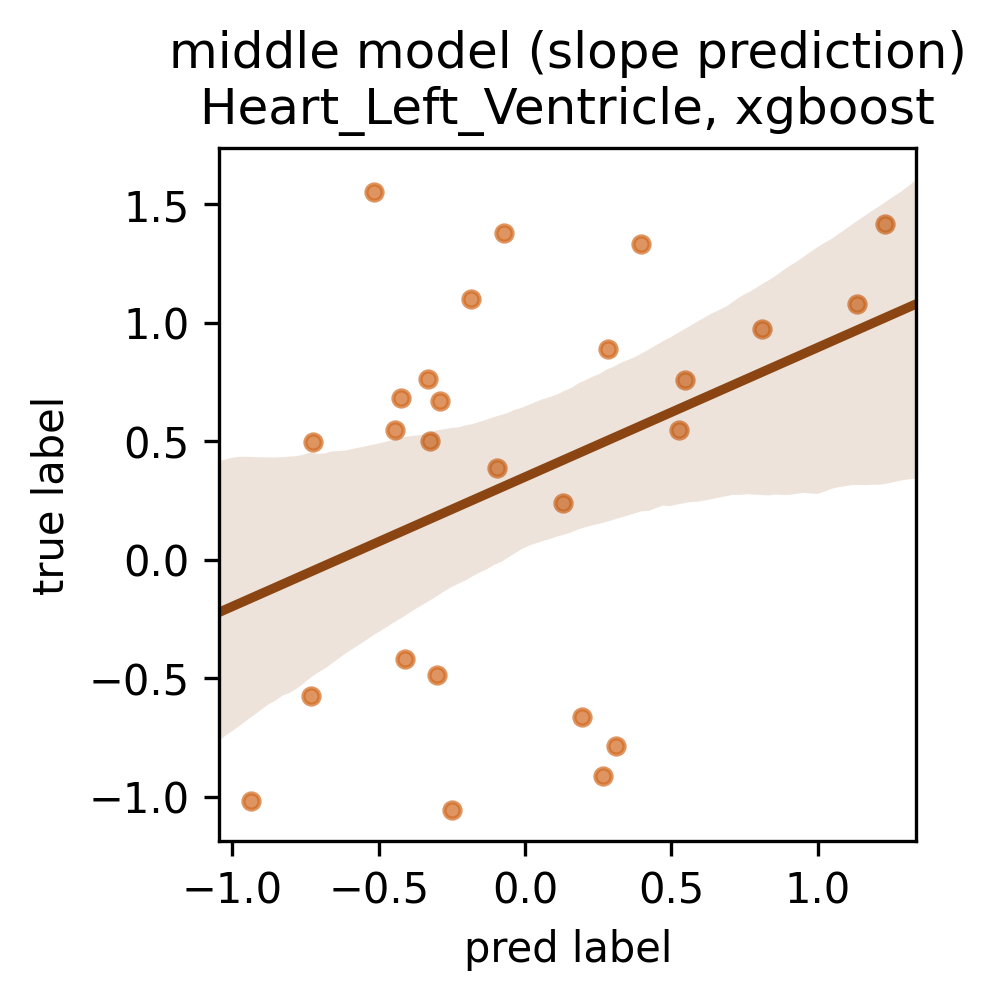 middle model (slope prediction)
Heart_Left_Ventricle, xgboost
1.5
1.0
0.5
0.0
−0.5
−1.0
true label
−1.0 −0.5 0.0 0.5 1.0
pred label